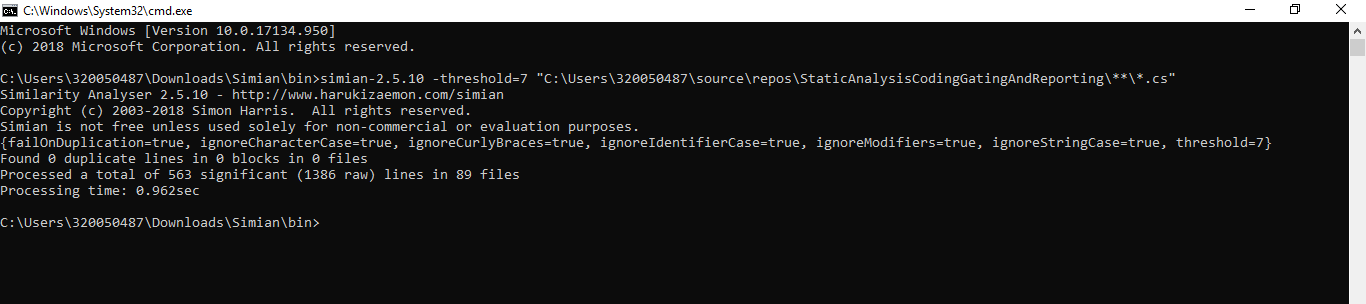 C:\Windows\System32\cmd.exe
Microsoft Windows [Version 10.0.17134.950]
(c) 2018 Microsoft Corporation. All rights reserved.
C:\Users\320050487\Downloads\Simian\bin>simian-2.5.10 -threshold=7 "C:\Users\320050487\source\repos\StaticAnalysisCodingGatingAndReporting\**\*.cs"
Similarity Analyser 2.5.10 - http://www.harukizaemon.com/simian
Copyright (c) 2003-2018 Simon Harris.  All rights reserved.
Simian is not free unless used solely for non-commercial or evaluation purposes.
{failOnDuplication=true, ignoreCharacterCase=true, ignoreCurlyBraces=true, ignoreIdentifierCase=true, ignoreModifiers=true, ignoreStringCase=true, threshold=7}
Found 0 duplicate lines in 0 blocks in 0 files
Processed a total of 563 significant (1386 raw) lines in 89 files
Processing time: 0.962sec
C:\Users\320050487\Downloads\Simian\bin>